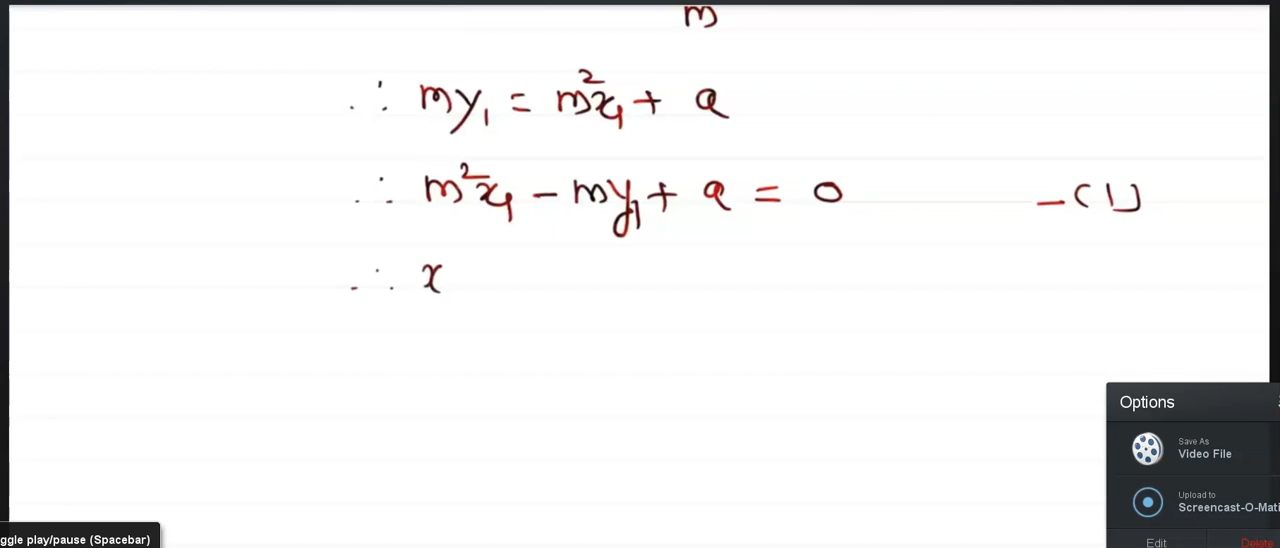 m
∴ my₁ = m²x₁ + a
∴ m²x₁ - my₁ + a = 0 -(1)
∴ x
Options
Save As
Video File
Upload to
Screencast-O-Mati
Edit Delete
ggle play/pause (Spacebar)